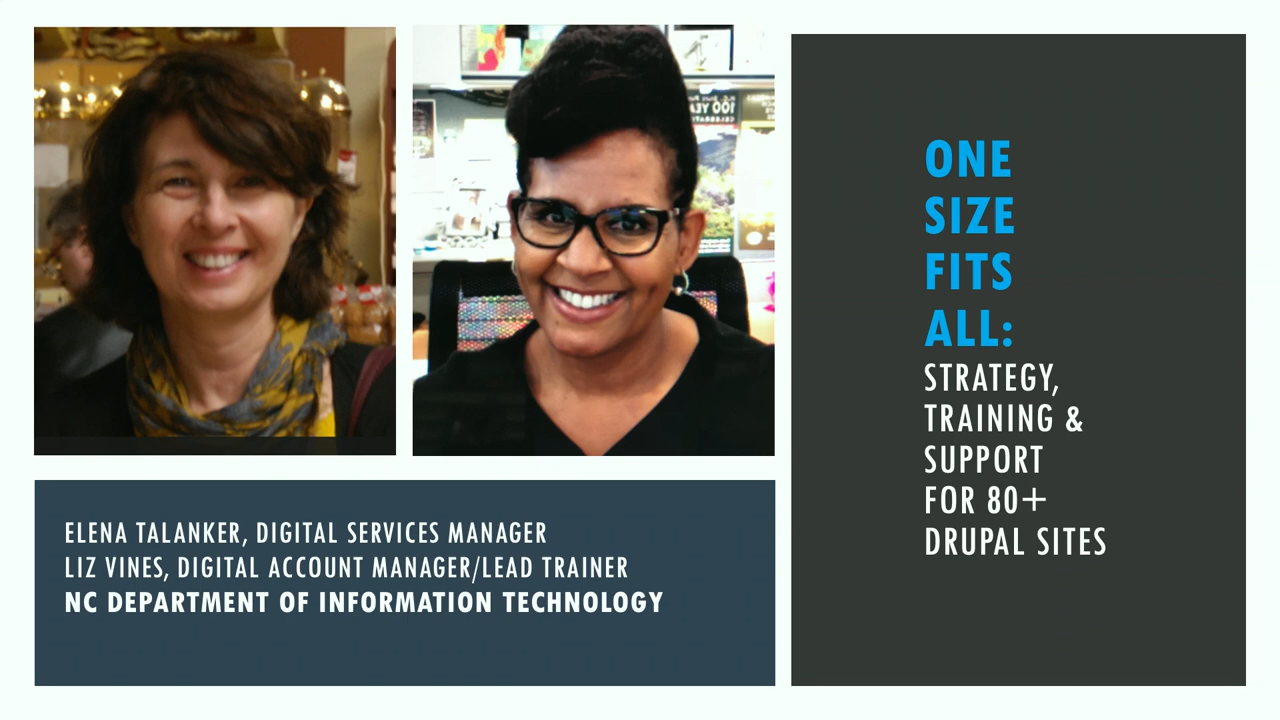 ONE
SIZE
FITS
ALL:
STRATEGY,
TRAINING &
SUPPORT
FOR 80+
DRUPAL SITES
ELENA TALANKER, DIGITAL SERVICES MANAGER
LIZ VINES, DIGITAL ACCOUNT MANAGER/LEAD TRAINER
NC DEPARTMENT OF INFORMATION TECHNOLOGY